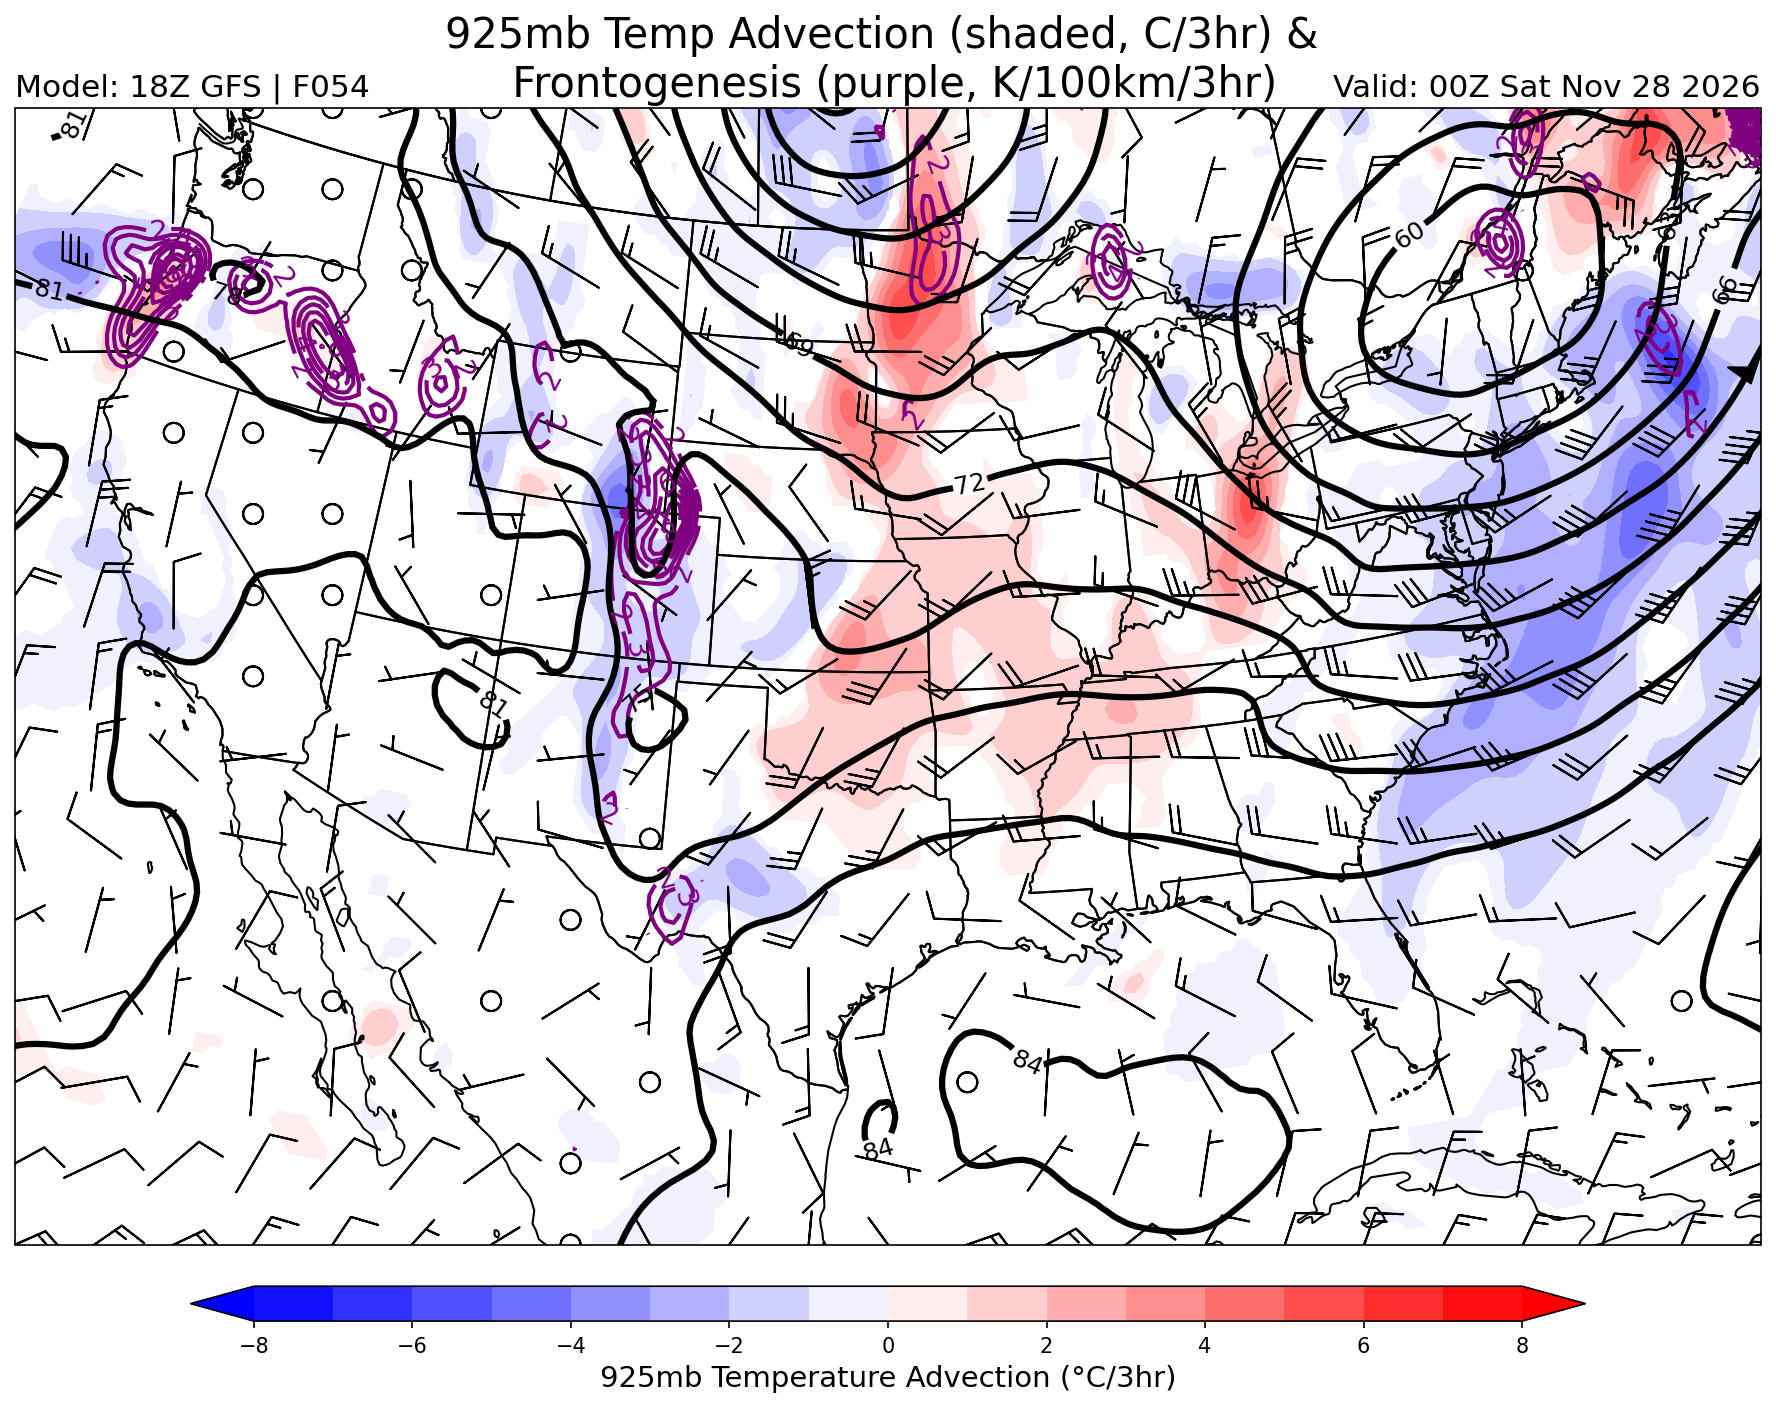 925mb Temp Advection (shaded, C/3hr) &
Model: 18Z GFS | F054 Frontogenesis (purple, K/100km/3hr) Valid: 00Z Sat Nov 28 2026
81
60
66
81
78
69
72
75
81
84
84
−8 −6 −4 −2 0 2 4 6 8
925mb Temperature Advection (°C/3hr)